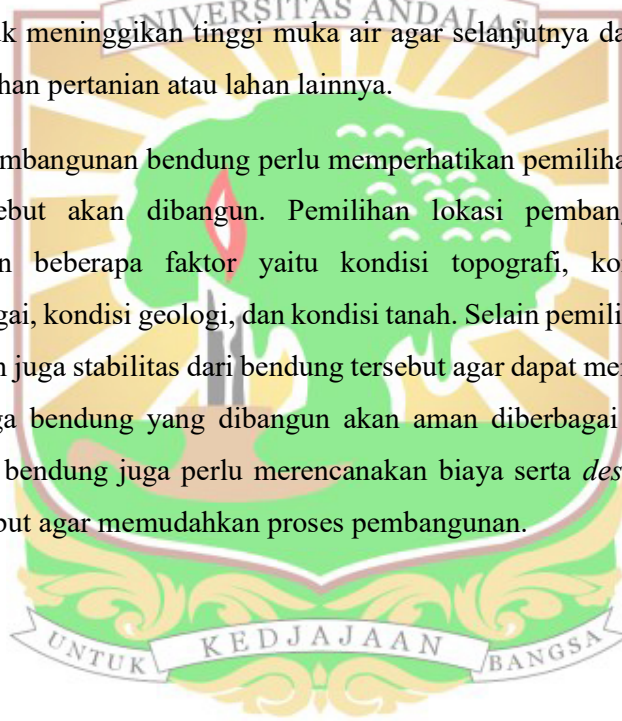 UNIVERSITAS ANDALAS
k meninggikan tinggi muka air agar selanjutnya da
han pertanian atau lahan lainnya.
mbangunan bendung perlu memperhatikan pemiliha
ebut akan dibangun. Pemilihan lokasi pembang
n beberapa faktor yaitu kondisi topografi, ko
gai, kondisi geologi, dan kondisi tanah. Selain pemili
n juga stabilitas dari bendung tersebut agar dapat me
ga bendung yang dibangun akan aman diberbagai
bendung juga perlu merencanakan biaya serta des
but agar memudahkan proses pembangunan.
UNTUK KEDJAJAAN BANGSA